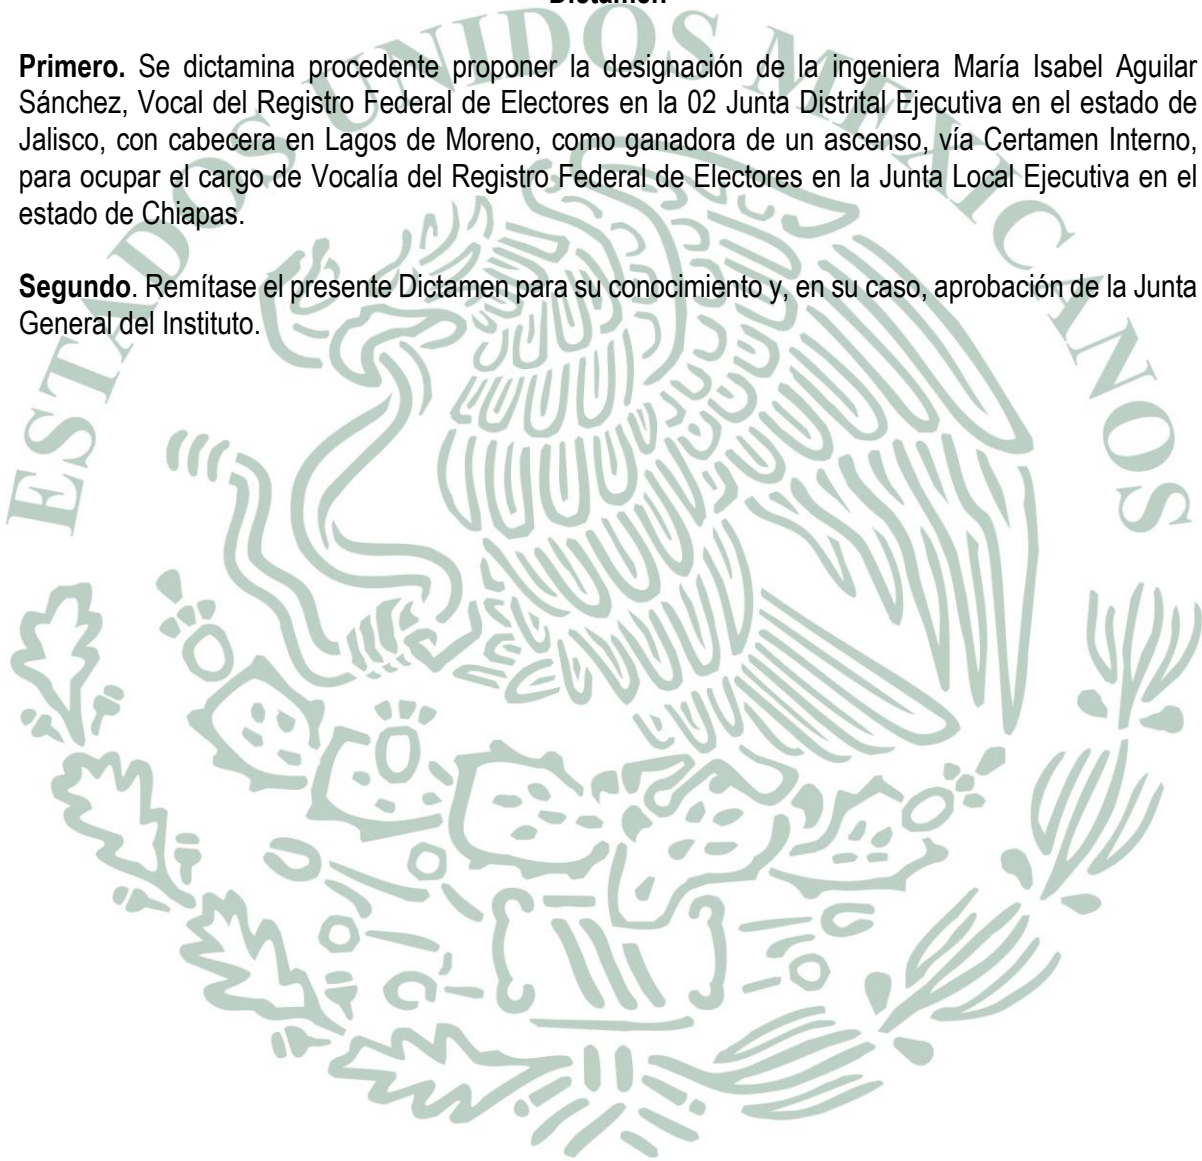 Dictamen
Primero. Se dictamina procedente proponer la designación de la ingeniera María Isabel Aguilar
Sánchez, Vocal del Registro Federal de Electores en la 02 Junta Distrital Ejecutiva en el estado de
Jalisco, con cabecera en Lagos de Moreno, como ganadora de un ascenso, vía Certamen Interno,
para ocupar el cargo de Vocalía del Registro Federal de Electores en la Junta Local Ejecutiva en el
estado de Chiapas.
Segundo. Remítase el presente Dictamen para su conocimiento y, en su caso, aprobación de la Junta
General del Instituto.
ESTADOS UNIDOS MEXICANOS